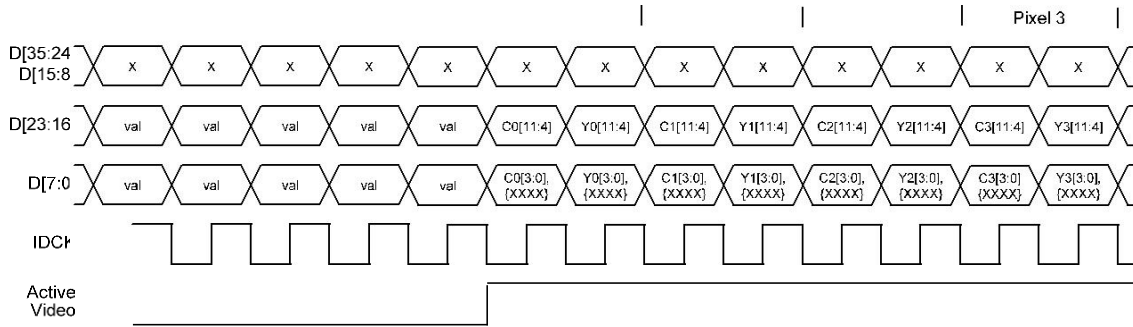 Pixel 3
D[35:24
D[15:8
X X X X X X X X X X X X X
D[23:16
val val val val val C0[11:4] Y0[11:4] C1[11:4] Y1[11:4] C2[11:4] Y2[11:4] C3[11:4] Y3[11:4]
D[7:0
val val val val val C0[3:0], Y0[3:0], C1[3:0], Y1[3:0], C2[3:0], Y2[3:0], C3[3:0] Y3[3:0],
{XXXX} {XXXX} {XXXX} {XXXX} {XXXX] {XXXX} {XXXX} {XXXX}
IDCK
Active
Video